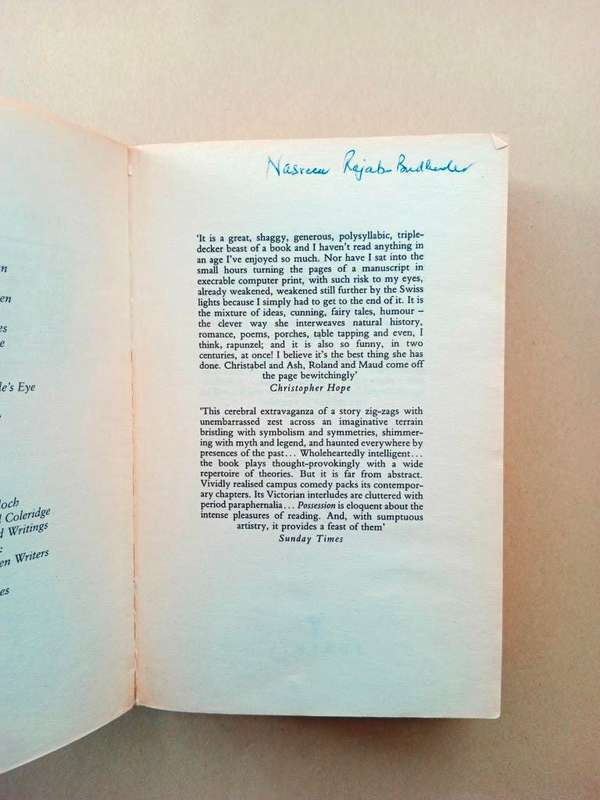 n
en
s
e
le's Eye
och
d Coleridge
d Writings
:
en Writers
es
Nasreen Rajab-
'It is a great, shaggy, generous, polysyllabic, triple-
decker beast of a book and I haven't read anything in
an age I've enjoyed so much. Nor have I sat into the
small hours turning the pages of a manuscript in
execrable computer print, with such risk to my eyes,
already weakened, weakened still further by the Swiss
lights because I simply had to get to the end of it. It is
the mixture of ideas, cunning, fairy tales, humour –
the clever way she interweaves natural history,
romance, poems, porches, table tapping and even, I
think, rapunzel; and it is also so funny, in two
centuries, at once! I believe it's the best thing she has
done. Christabel and Ash, Roland and Maud come off
the page bewitchingly'
Christopher Hope
'This cerebral extravaganza of a story zig-zags with
unembarrassed zest across an imaginative terrain
bristling with symbolism and symmetries, shimmer-
ing with myth and legend, and haunted everywhere by
presences of the past... Wholeheartedly intelligent...
the book plays thought-provokingly with a wide
repertoire of theories. But it is far from abstract.
Vividly realised campus comedy packs its contempor-
ary chapters. Its Victorian interludes are cluttered with
period paraphernalia... Possession is eloquent about the
intense pleasures of reading. And, with sumptuous
artistry, it provides a feast of them'
Sunday Times